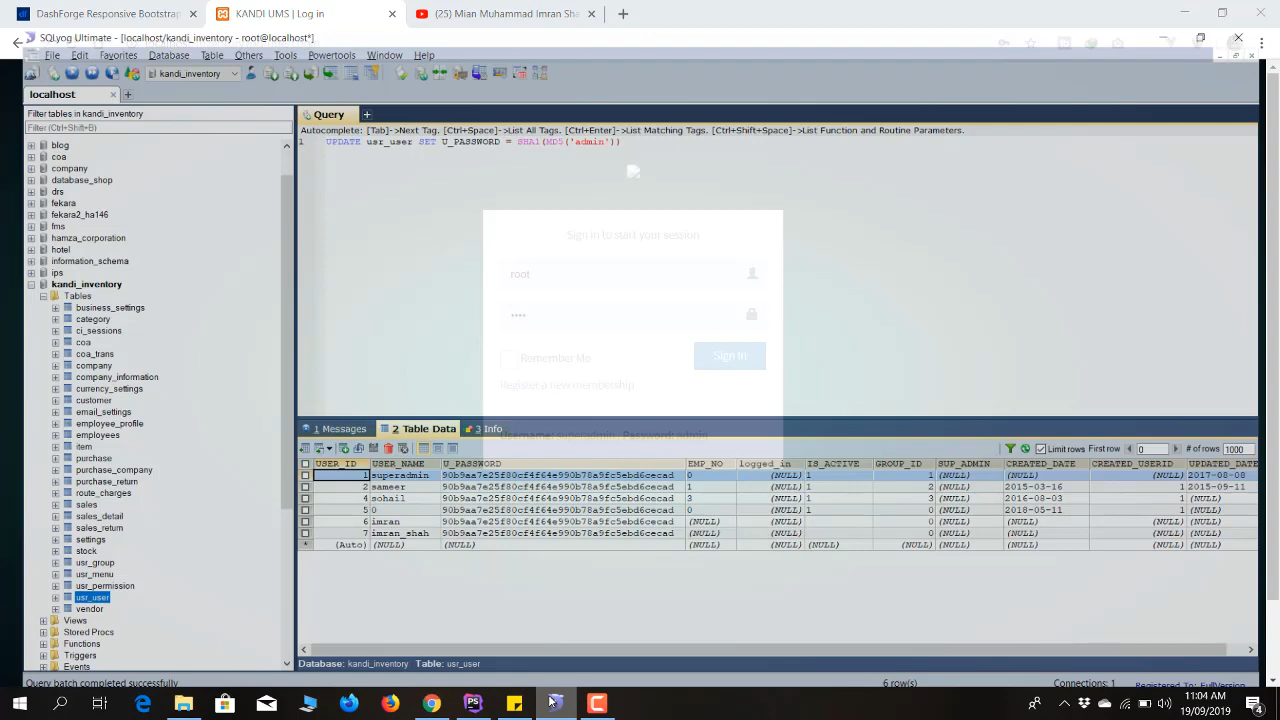 DashForge Responsive Bootstrap
KANDI UMS | Log in
(25) Mian Muhammad Imran Sha
SQLyog Ultimate - [localhost/kandi_inventory - root@localhost*]
File Edit Favorites Database Table Others Tools Powertools Window Help
kandi_inventory
localhost
Filter tables in kandi_inventory
Filter (Ctrl+Shift+B)
blog
coa
company
database_shop
drs
fekara
fekara2_ha146
fms
hamza_corporation
hotel
information_schema
ips
kandi_inventory
Tables
business_settings
category
ci_sessions
coa
coa_trans
company
company_information
currency_settings
customer
email_settings
employee_profile
employees
item
purchase
purchase_company
purchase_return
route_charges
sales
sales_detail
sales_return
settings
stock
usr_group
usr_menu
usr_permission
usr_user
vendor
Views
Stored Procs
Functions
Triggers
Events
Query
Autocomplete: [Tab]->Next Tag. [Ctrl+Space]->List All Tags. [Ctrl+Enter]->List Matching Tags. [Ctrl+Shift+Space]->List Function and Routine Parameters.
1 UPDATE usr_user SET U_PASSWORD = SHA1(MD5('admin'))
Sign in to start your session
root
••••
Remember Me
Sign In
Register a new membership
Username: superadmin , Password: admin
1 Messages 2 Table Data 3 Info
Limit rows First row 0 # of rows 1000
USER_ID USER_NAME U_PASSWORD EMP_NO logged_in IS_ACTIVE GROUP_ID SUP_ADMIN CREATED_DATE CREATED_USERID UPDATED_DATE
1 superadmin 90b9aa7e25f80cf4f64e990b78a9fc5ebd6cecad 0 (NULL) 1 1 (NULL) (NULL) (NULL) 2017-08-08
2 sameer 90b9aa7e25f80cf4f64e990b78a9fc5ebd6cecad 1 (NULL) 1 2 (NULL) 2015-03-16 1 2015-09-11
4 sohail 90b9aa7e25f80cf4f64e990b78a9fc5ebd6cecad 3 (NULL) 1 3 (NULL) 2016-08-03 1 (NULL)
5 0 90b9aa7e25f80cf4f64e990b78a9fc5ebd6cecad 0 (NULL) 1 0 (NULL) 2018-05-11 1 (NULL)
6 imran 90b9aa7e25f80cf4f64e990b78a9fc5ebd6cecad (NULL) (NULL) (NULL) 0 (NULL) (NULL) (NULL) (NULL)
7 imran_shah 90b9aa7e25f80cf4f64e990b78a9fc5ebd6cecad (NULL) (NULL) (NULL) 0 (NULL) (NULL) (NULL) (NULL)
* (Auto) (NULL) (NULL) (NULL) (NULL) (NULL) (NULL) (NULL) (NULL) (NULL) (NULL)
Database: kandi_inventory Table: usr_user
Query batch completed successfully
6 row(s)
Connections: 1
Registered To: FullVersion
11:04 AM
19/09/2019
4